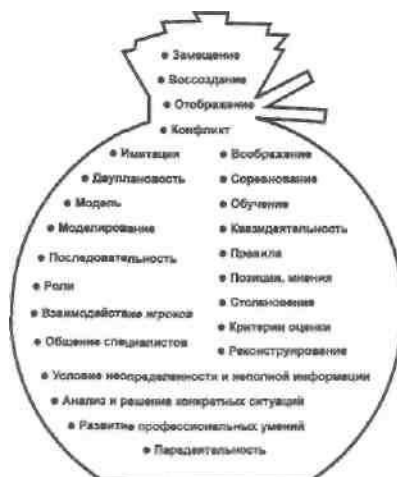 • Замещение
• Воссоздание
• Отображение
• Конфликт
• Имитация • Воображение
• Двуплановость • Соревнование
• Модель • Обучение
• Моделирование • Квазидеятельность
• Последовательность • Правила
• Роли • Позиции, мнения
• Взаимодействие игроков • Столкновения
• Общение специалистов • Критерии оценки
• Реконструирование
• Условие неопределенности и неполной информации
• Анализ и решение конкратных ситуаций
• Развитие профессиональных умений
• Парадеятельность